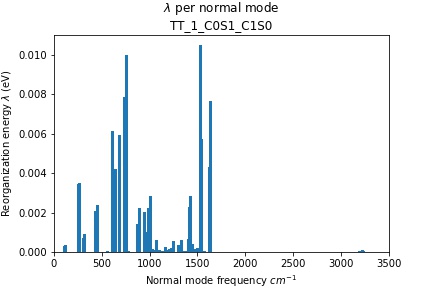 λ per normal mode
TT_1_C0S1_C1S0
Reorganization energy λ (eV)
0.010
0.008
0.006
0.004
0.002
0.000
0 500 1000 1500 2000 2500 3000 3500
Normal mode frequency cm⁻¹